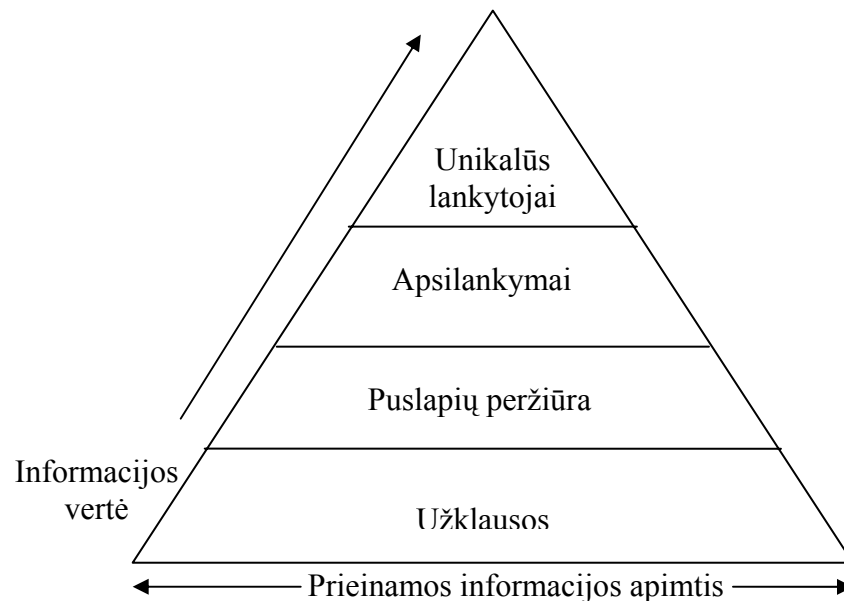 Unikalūs
lankytojai
Apsilankymai
Puslapių peržiūra
Informacijos
vertė
Užklausos
Prieinamos informacijos apimtis